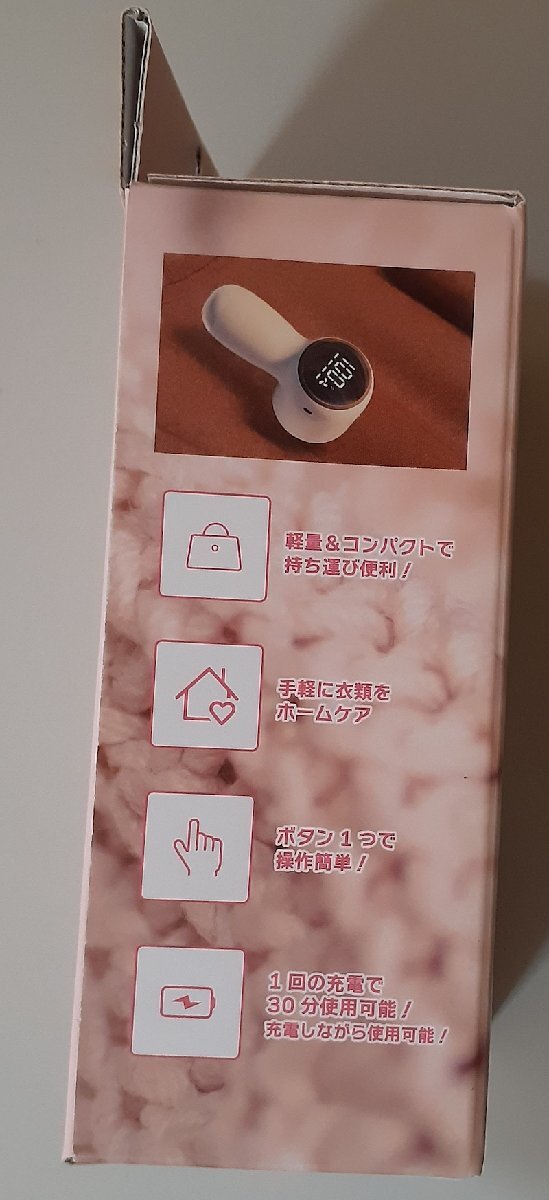 100%
軽量＆コンパクトで
持ち運び便利！
手軽に衣類を
ホームケア
ボタン1つで
操作簡単！
1回の充電で
30分使用可能！
充電しながら使用可能！